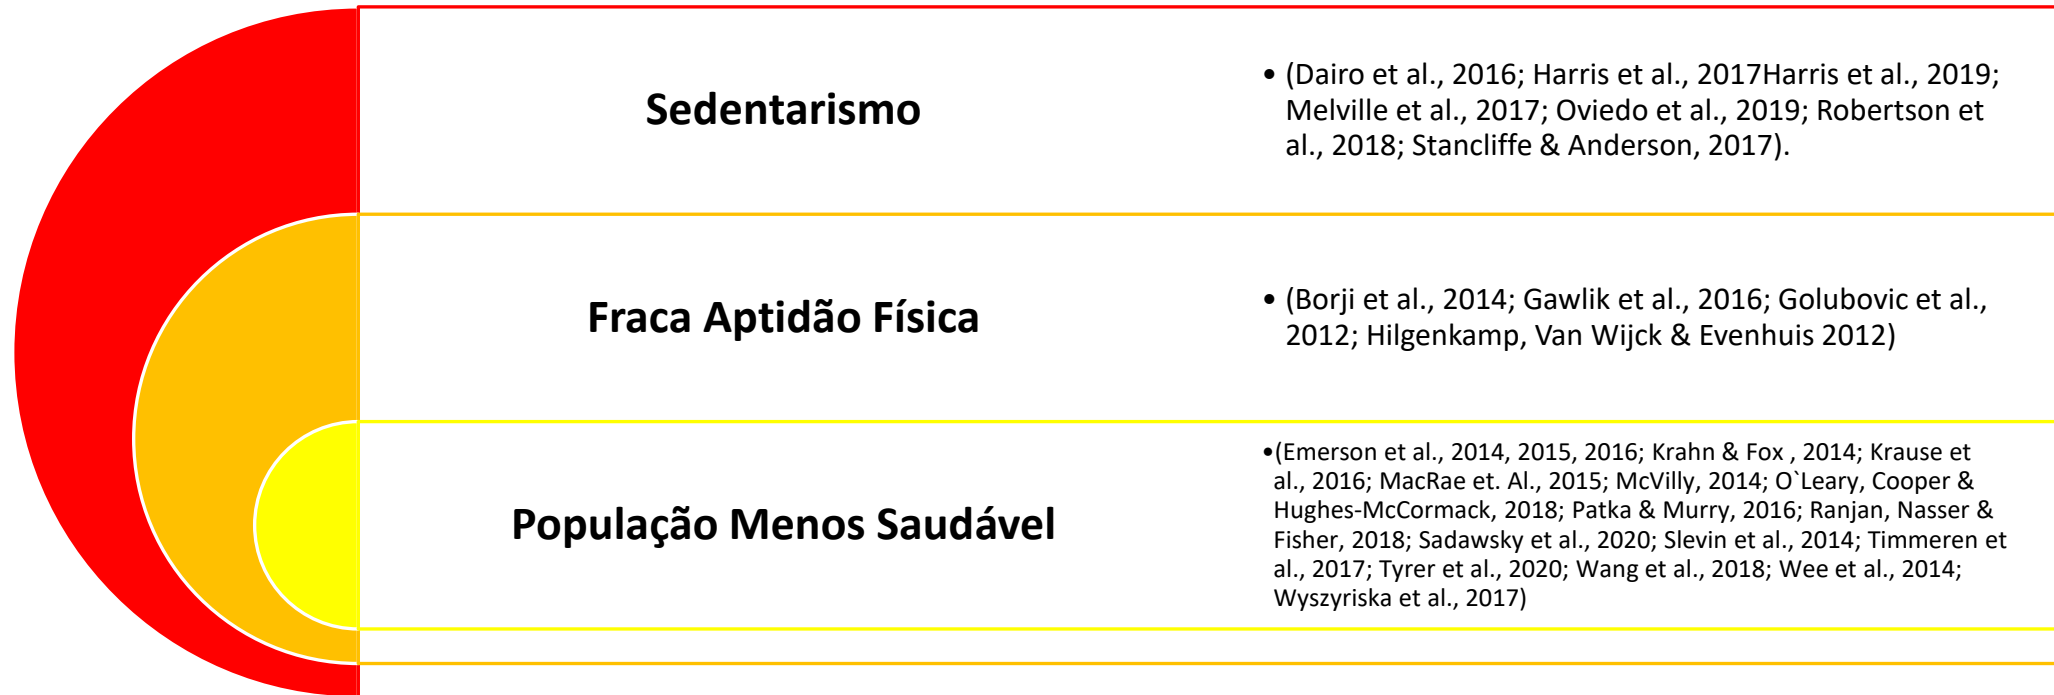 Sedentarismo
• (Dairo et al., 2016; Harris et al., 2017Harris et al., 2019;
Melville et al., 2017; Oviedo et al., 2019; Robertson et
al., 2018; Stancliffe & Anderson, 2017).
Fraca Aptidão Física
• (Borji et al., 2014; Gawlik et al., 2016; Golubovic et al.,
2012; Hilgenkamp, Van Wijck & Evenhuis 2012)
População Menos Saudável
•(Emerson et al., 2014, 2015, 2016; Krahn & Fox , 2014; Krause et
al., 2016; MacRae et. Al., 2015; McVilly, 2014; O`Leary, Cooper &
Hughes-McCormack, 2018; Patka & Murry, 2016; Ranjan, Nasser &
Fisher, 2018; Sadawsky et al., 2020; Slevin et al., 2014; Timmeren et
al., 2017; Tyrer et al., 2020; Wang et al., 2018; Wee et al., 2014;
Wyszyriska et al., 2017)